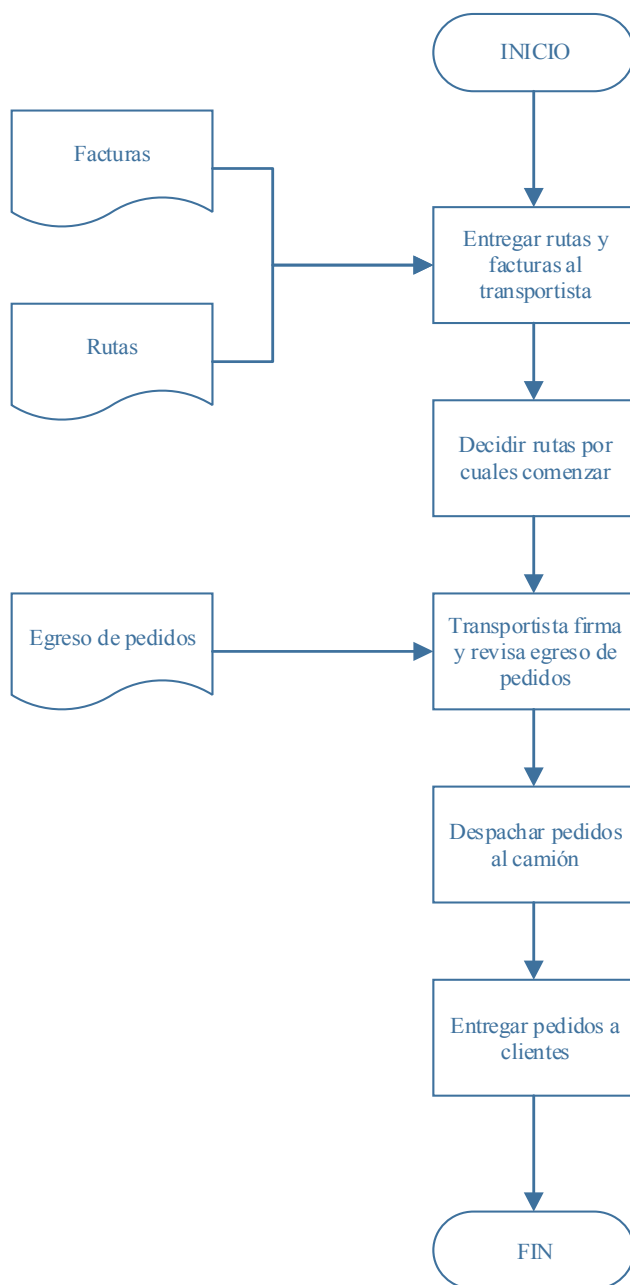 INICIO
Facturas
Entregar rutas y
facturas al
transportista
Rutas
Decidir rutas por
cuales comenzar
Egreso de pedidos
Transportista firma
y revisa egreso de
pedidos
Despachar pedidos
al camión
Entregar pedidos a
clientes
FIN